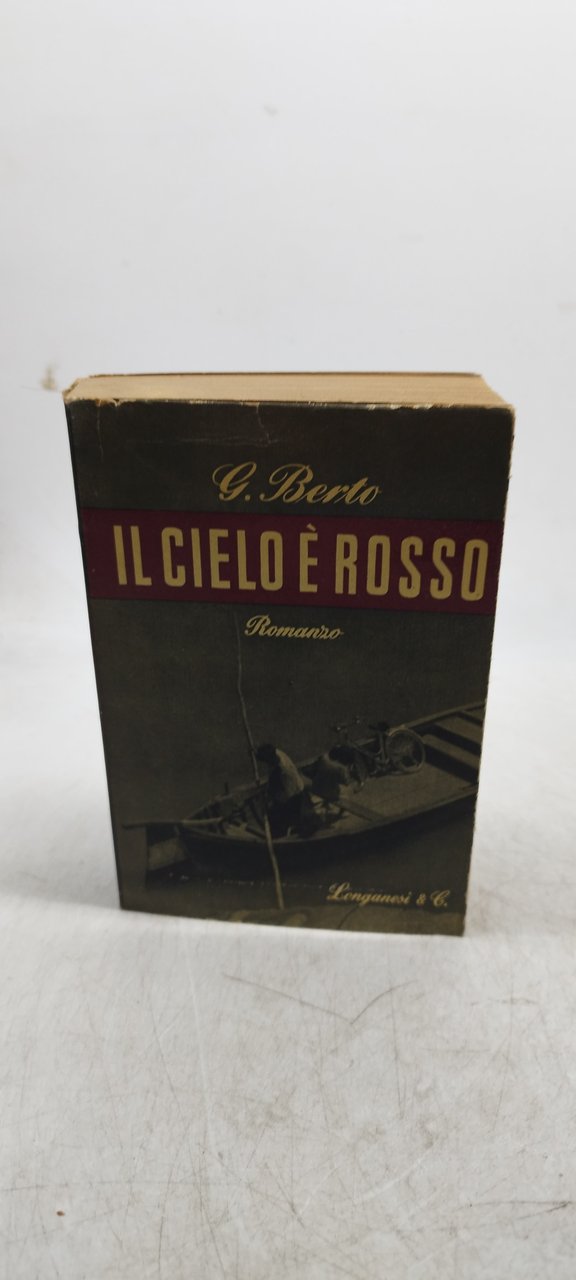 G. Berto
IL CIELO È ROSSO
Romanzo
Longanesi & C.